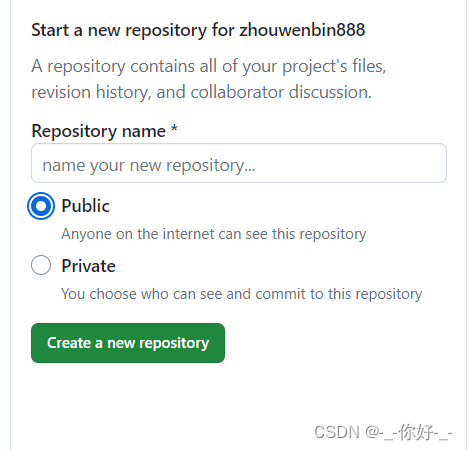 Start a new repository for zhouwenbin888
A repository contains all of your project's files,
revision history, and collaborator discussion.
Repository name *
name your new repository...
Public
Anyone on the internet can see this repository
Private
You choose who can see and commit to this repository
Create a new repository
CSDN @-_-你好-_-